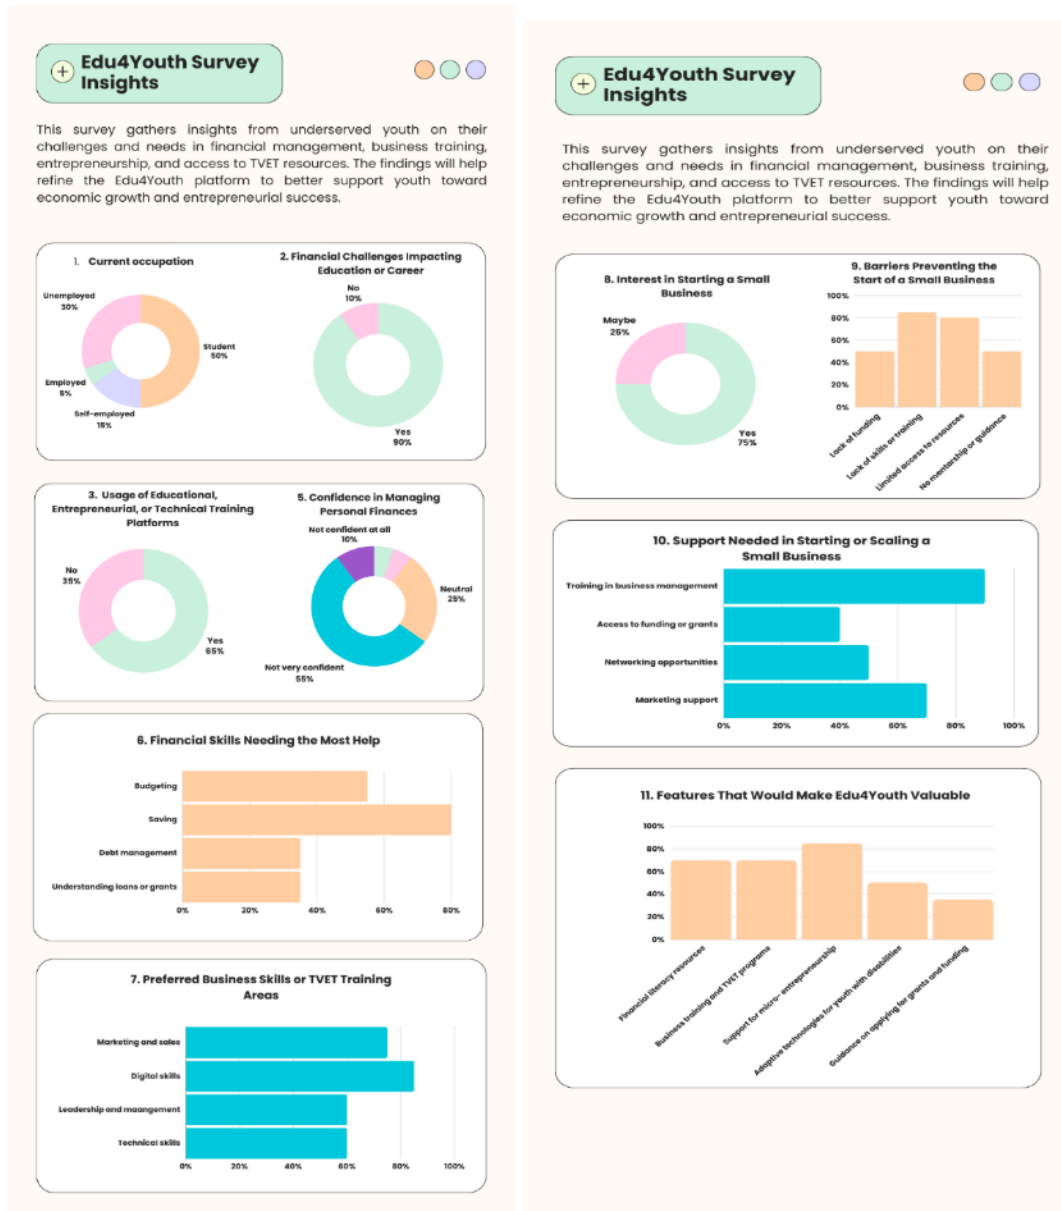 Edu4Youth Survey
Insights
This survey gathers insights from underserved youth on their
challenges and needs in financial management, business training,
entrepreneurship, and access to TVET resources. The findings will help
refine the Edu4Youth platform to better support youth toward
economic growth and entrepreneurial success.
1. Current occupation
Unemployed
30%
Student
50%
Employed
5%
Self-employed
15%
2. Financial Challenges Impacting
Education or Career
No
10%
Yes
90%
3. Usage of Educational,
Entrepreneurial, or Technical Training
Platforms
No
35%
Yes
65%
5. Confidence in Managing
Personal Finances
Not confident at all
10%
Neutral
25%
Not very confident
55%
6. Financial Skills Needing the Most Help
Budgeting
Saving
Debt management
Understanding loans or grants
0% 20% 40% 60% 80%
7. Preferred Business Skills or TVET Training
Areas
Marketing and sales
Digital skills
Leadership and maangement
Technical skills
0% 20% 40% 60% 80% 100%
Edu4Youth Survey
Insights
This survey gathers insights from underserved youth on their
challenges and needs in financial management, business training,
entrepreneurship, and access to TVET resources. The findings will help
refine the Edu4Youth platform to better support youth toward
economic growth and entrepreneurial success.
8. Interest in Starting a Small
Business
Maybe
25%
Yes
75%
9. Barriers Preventing the
Start of a Small Business
100%
80%
60%
40%
20%
0%
Lack of funding
Lack of skills or training
Limited access to resources
No mentorship or guidance
10. Support Needed in Starting or Scaling a
Small Business
Training in business management
Access to funding or grants
Networking opportunities
Marketing support
0% 20% 40% 60% 80% 100%
11. Features That Would Make Edu4Youth Valuable
100%
80%
60%
40%
20%
0%
Financial literacy resources
Business training and TVET programs
Support for micro- entrepreneurship
Adaptive technologies for youth with disabilities
Guidance on applying for grants and funding